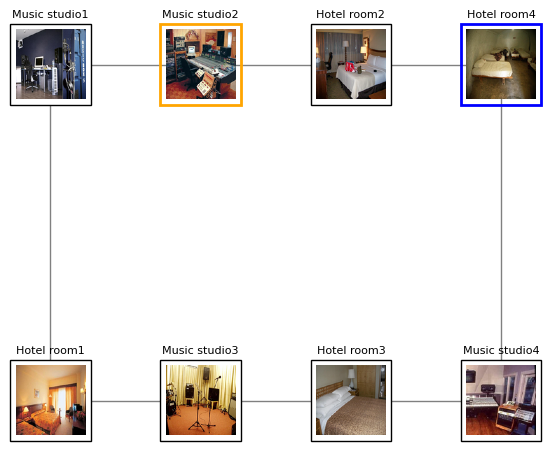 Music studio1
Music studio2
Hotel room2
Hotel room4
Hotel room1
Music studio3
Hotel room3
Music studio4